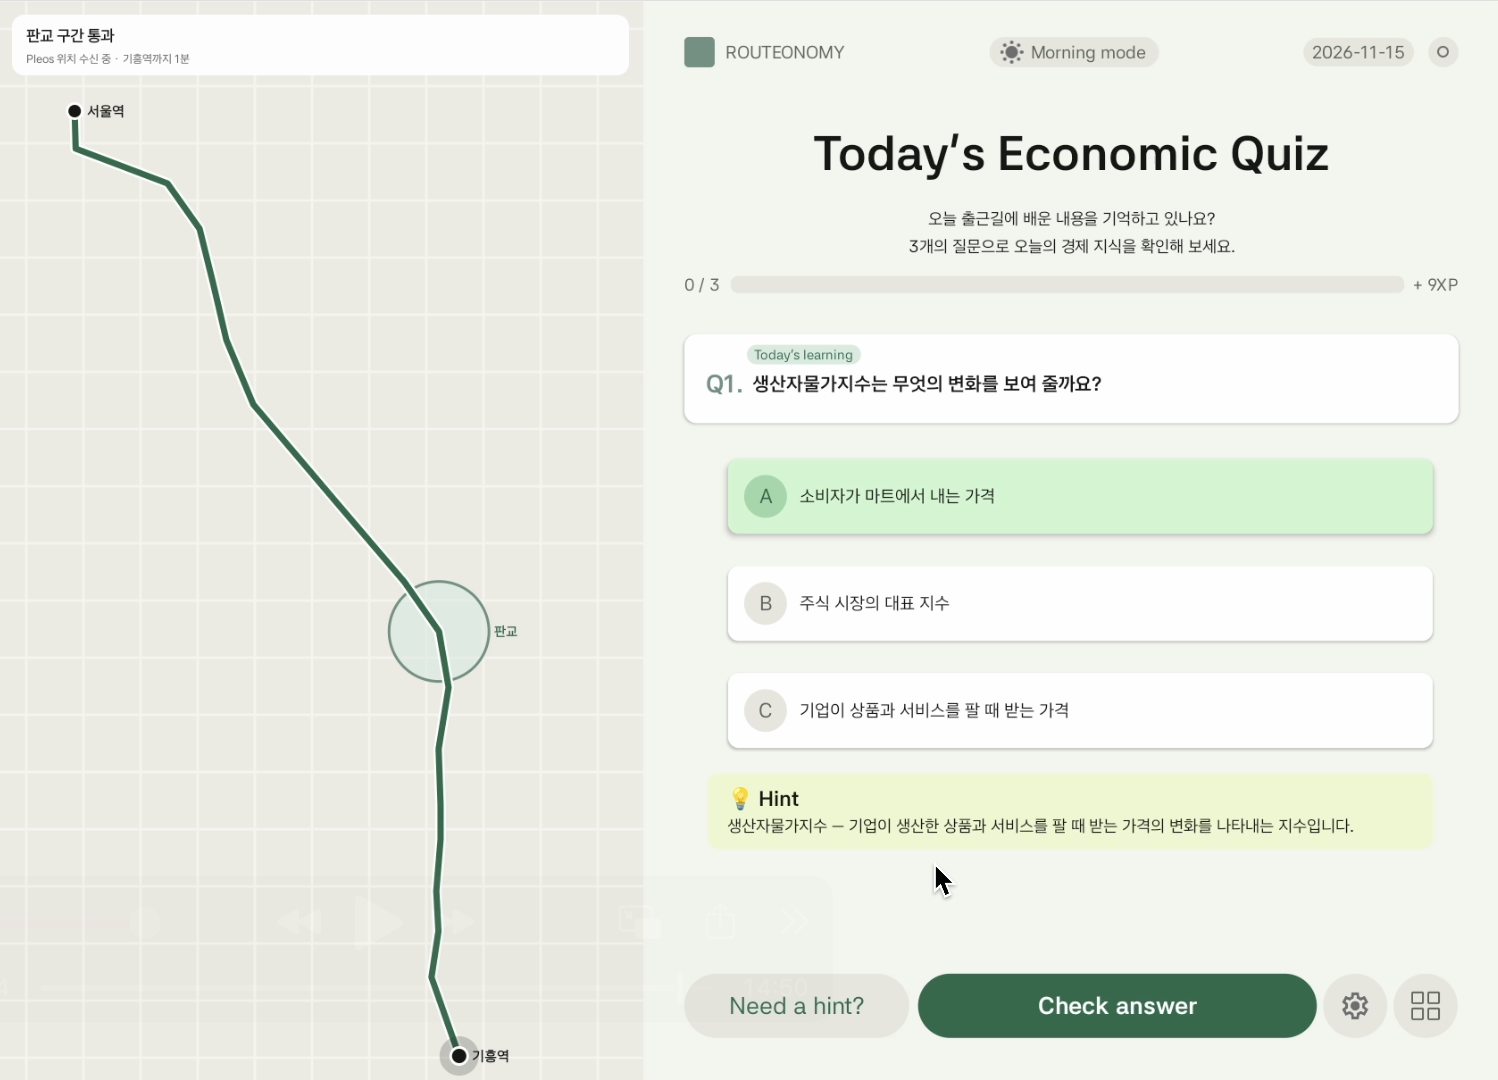 판교 구간 통과
Pleos 위치 수신 중 · 기흥역까지 1분
서울역
판교
기흥역
ROUTEONOMY
Morning mode
2026-11-15
Today's Economic Quiz
오늘 출근길에 배운 내용을 기억하고 있나요?
3개의 질문으로 오늘의 경제 지식을 확인해 보세요.
0 / 3
+ 9XP
Today's learning
Q1. 생산자물가지수는 무엇의 변화를 보여 줄까요?
A 소비자가 마트에서 내는 가격
B 주식 시장의 대표 지수
C 기업이 상품과 서비스를 팔 때 받는 가격
Hint
생산자물가지수 — 기업이 생산한 상품과 서비스를 팔 때 받는 가격의 변화를 나타내는 지수입니다.
14:50
Need a hint?
Check answer